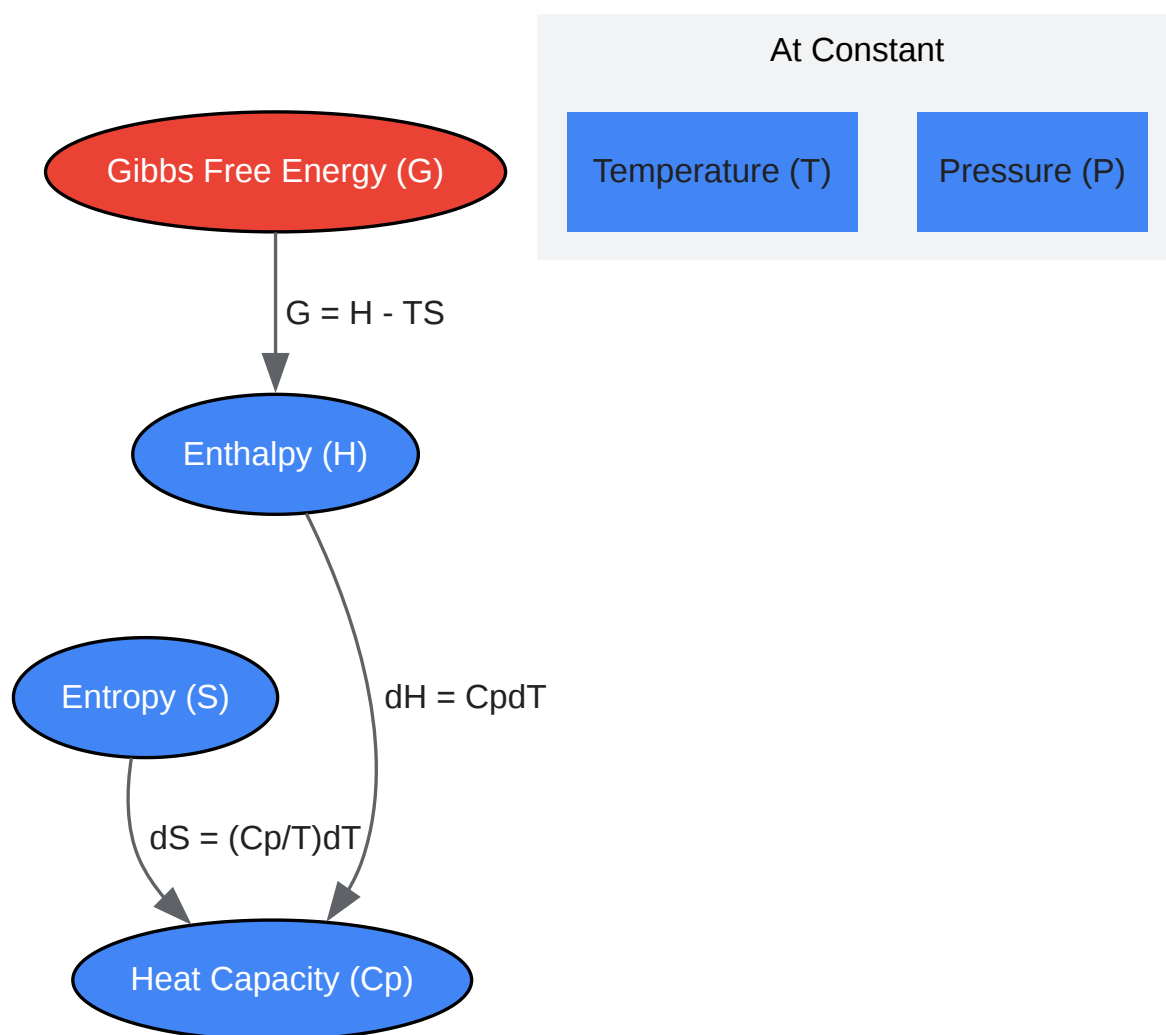 At Constant
Gibbs Free Energy (G)
Temperature (T)
Pressure (P)
G = H - TS
Enthalpy (H)
Entropy (S)
dH = CpdT
dS = (Cp/T)dT
Heat Capacity (Cp)